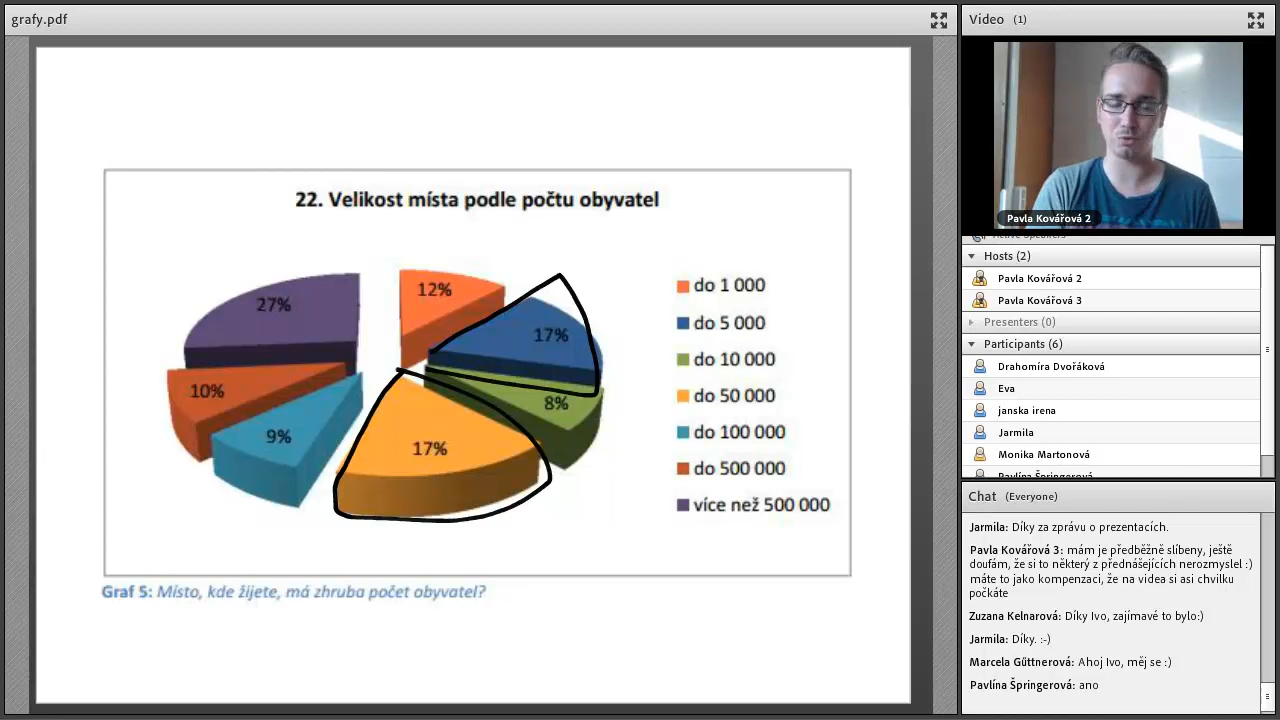 grafy.pdf
22. Velikost místa podle počtu obyvatel
27%
12%
17%
8%
17%
9%
10%
do 1 000
do 5 000
do 10 000
do 50 000
do 100 000
do 500 000
více než 500 000
Graf 5: Místo, kde žijete, má zhruba počet obyvatel?
Video (1)
Pavla Kovářová 2
Active Speakers
Hosts (2)
Pavla Kovářová 2
Pavla Kovářová 3
Presenters (0)
Participants (6)
Drahomíra Dvořáková
Eva
janska irena
Jarmila
Monika Martonová
Pavlína Špringerová
Chat (Everyone)
Jarmila: Díky za zprávu o prezentacích.
Pavla Kovářová 3: mám je předběžně slíbeny, ještě
doufám, že si to některý z přednášejících nerozmyslel :)
máte to jako kompenzaci, že na videa si si chvilku
počkáte
Zuzana Kelnarová: Díky Ivo, zajímavé to bylo:)
Jarmila: Díky. :-)
Marcela Gűttnerová: Ahoj Ivo, měj se :)
Pavlína Špringerová: ano